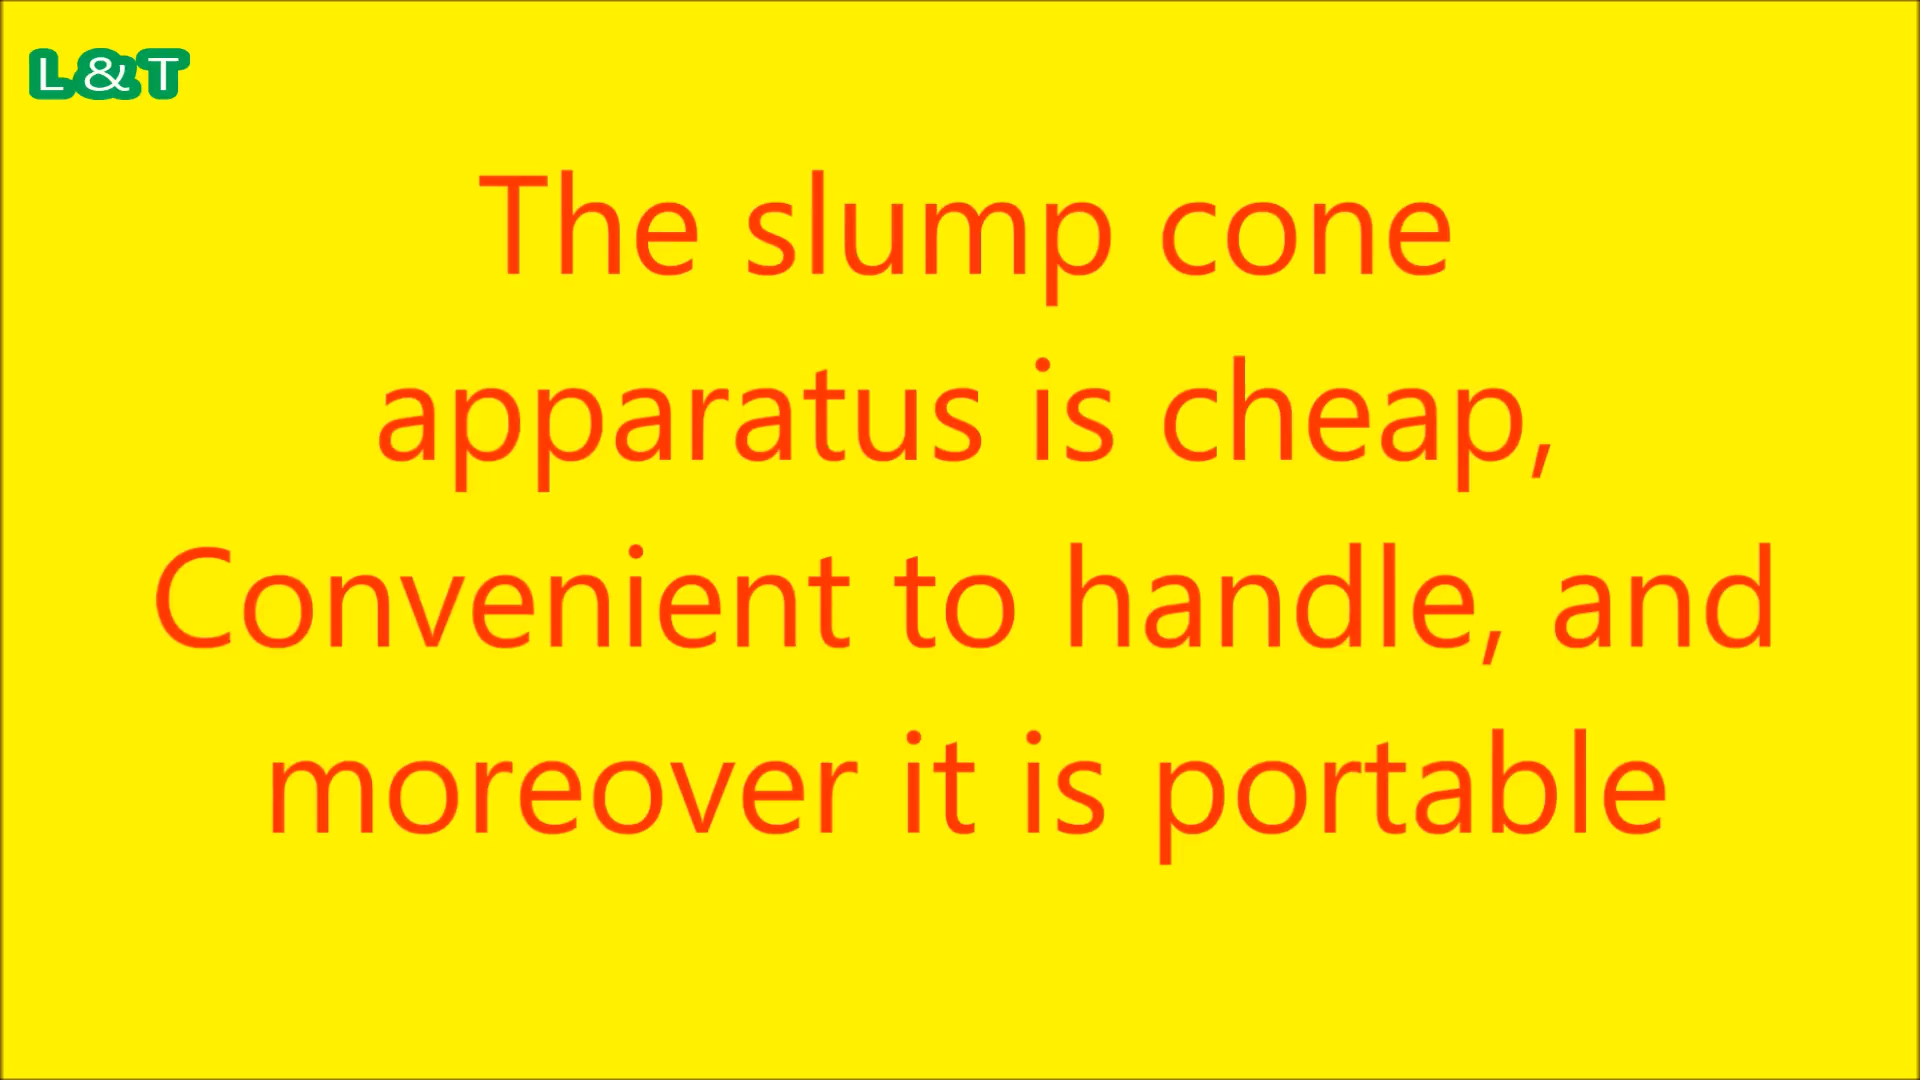 L&T
The slump cone
apparatus is cheap,
Convenient to handle, and
moreover it is portable